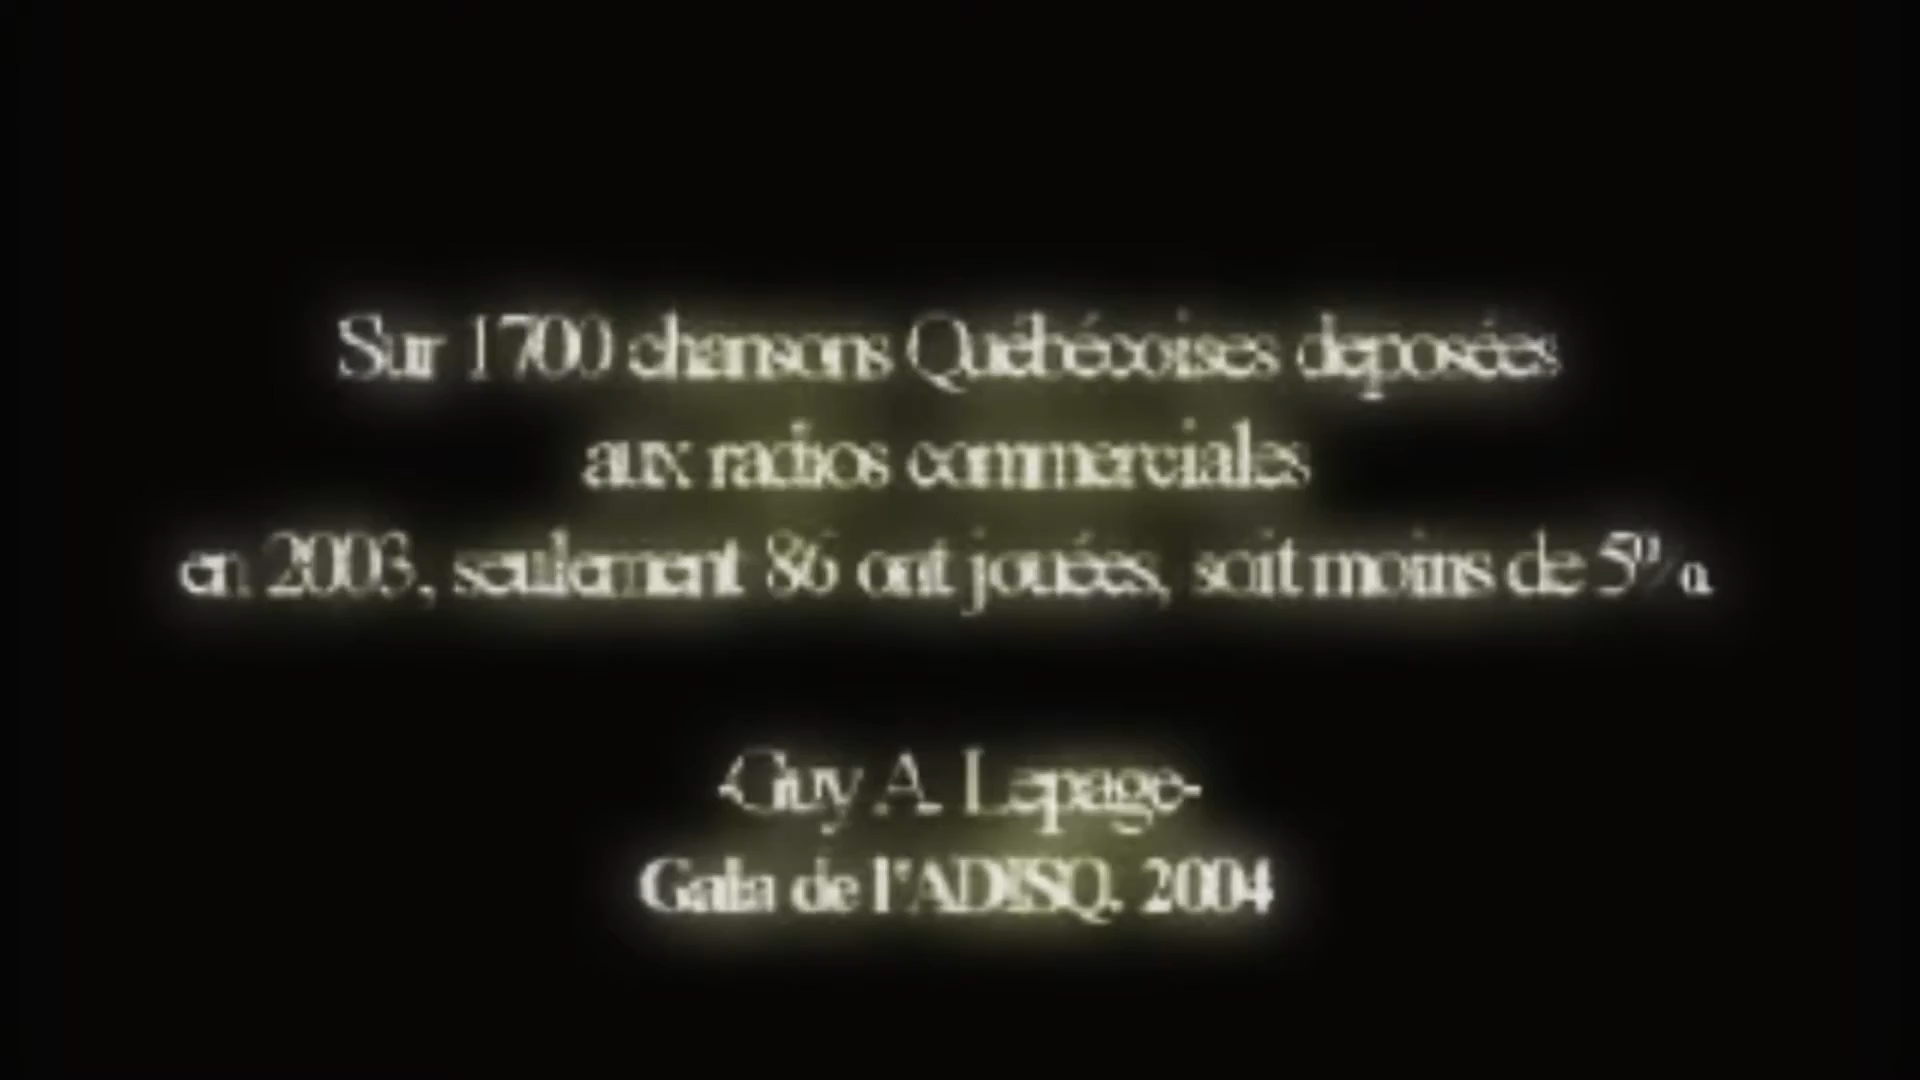 Sur 1700 chansons Québécoises deposées
aux radios commerciales
en 2003, seulement 86 ont jouées, soit moins de 5%
-Guy A. Lepage-
Gala de l'ADISQ. 2004